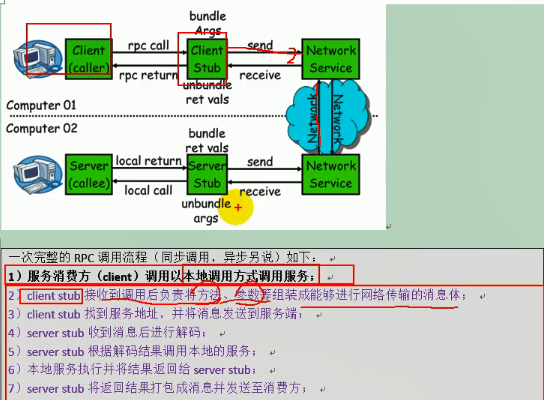 bundle
Args
Client
(caller)
rpc call
Client
Stub
send
Network
Service
rpc return
receive
unbundle
ret vals
Computer 01
Computer 02
Network
Network
bundle
ret vals
Server
(callee)
local return
Server
Stub
send
Network
Service
local call
receive
unbundle
args
一次完整的 RPC 调用流程（同步调用，异步另说）如下：
1）服务消费方（client）调用以本地调用方式调用服务；
2）client stub 接收到调用后负责将方法、参数等组装成能够进行网络传输的消息体；
3）client stub 找到服务地址，并将消息发送到服务端；
4）server stub 收到消息后进行解码；
5）server stub 根据解码结果调用本地的服务；
6）本地服务执行并将结果返回给 server stub；
7）server stub 将返回结果打包成消息并发送至消费方；